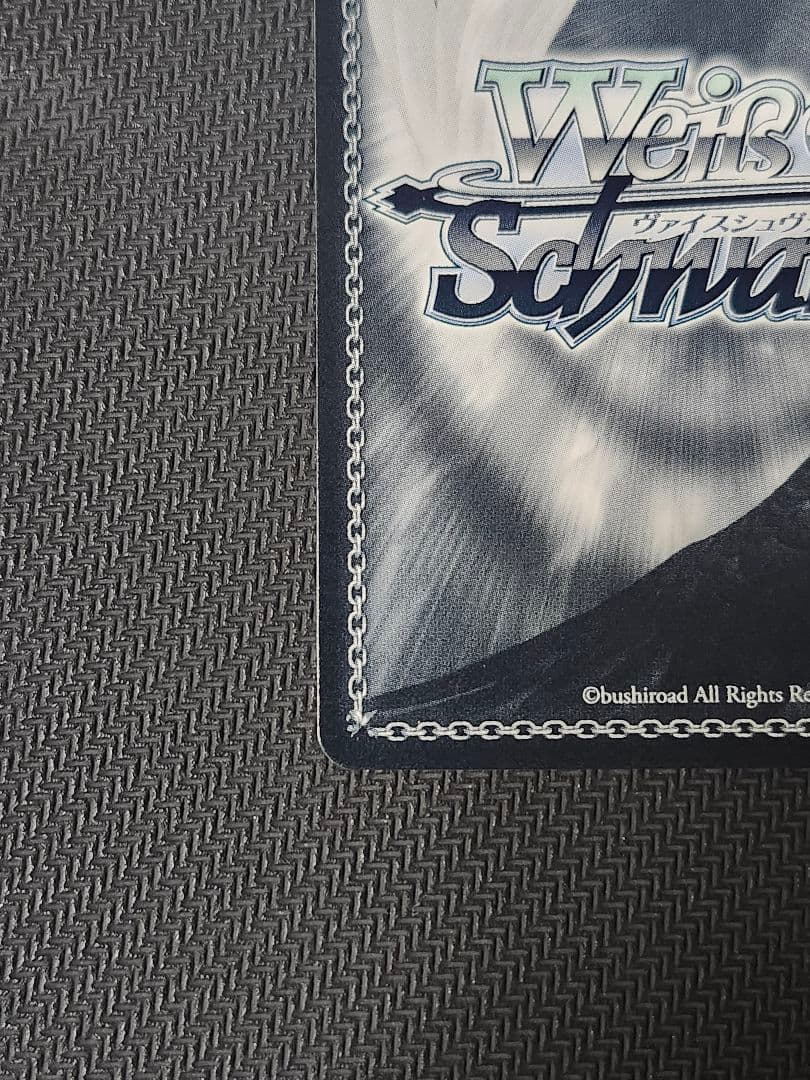 Weiß
ヴァイスシュヴ
Schwa
©bushiroad All Rights Re